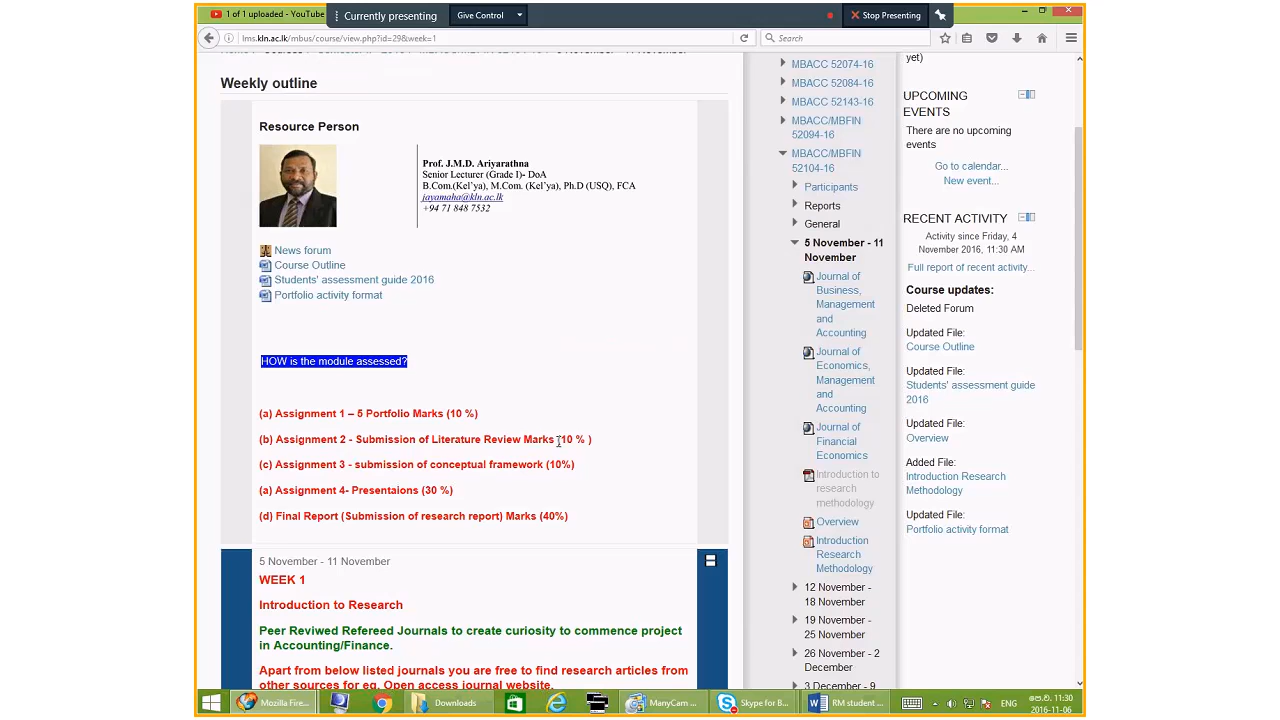 1 of 1 uploaded - YouTube
Currently presenting
Give Control
Stop Presenting
lms.kln.ac.lk/mbus/course/view.php?id=29&week=1
Search
Weekly outline
Resource Person
Prof. J.M.D. Ariyarathna
Senior Lecturer (Grade I)- DoA
B.Com.(Kel'ya), M.Com. (Kel'ya), Ph.D (USQ), FCA
jayamaha@kln.ac.lk
+94 71 848 7532
News forum
Course Outline
Students' assessment guide 2016
Portfolio activity format
HOW is the module assessed?
(a) Assignment 1 – 5 Portfolio Marks (10 %)
(b) Assignment 2 - Submission of Literature Review Marks (10 % )
(c) Assignment 3 - submission of conceptual framework (10%)
(a) Assignment 4- Presentaions (30 %)
(d) Final Report (Submission of research report) Marks (40%)
5 November - 11 November
WEEK 1
Introduction to Research
Peer Reviwed Refereed Journals to create curiosity to commence project
in Accounting/Finance.
Apart from below listed journals you are free to find research articles from
other sources for eg. Open access journal website.
MBACC 52074-16
MBACC 52084-16
MBACC 52143-16
MBACC/MBFIN
52094-16
MBACC/MBFIN
52104-16
Participants
Reports
General
5 November - 11
November
Journal of
Business,
Management
and
Accounting
Journal of
Economics,
Management
and
Accounting
Journal of
Financial
Economics
Introduction to
research
methodology
Overview
Introduction
Research
Methodology
12 November -
18 November
19 November -
25 November
26 November - 2
December
3 December - 9
yet)
UPCOMING
EVENTS
There are no upcoming
events
Go to calendar...
New event...
RECENT ACTIVITY
Activity since Friday, 4
November 2016, 11:30 AM
Full report of recent activity...
Course updates:
Deleted Forum
Updated File:
Course Outline
Updated File:
Students' assessment guide
2016
Updated File:
Overview
Added File:
Introduction Research
Methodology
Updated File:
Portfolio activity format
Mozilla Fire...
Downloads
ManyCam ...
Skype for B...
RM student ...
ENG
11:30
2016-11-06